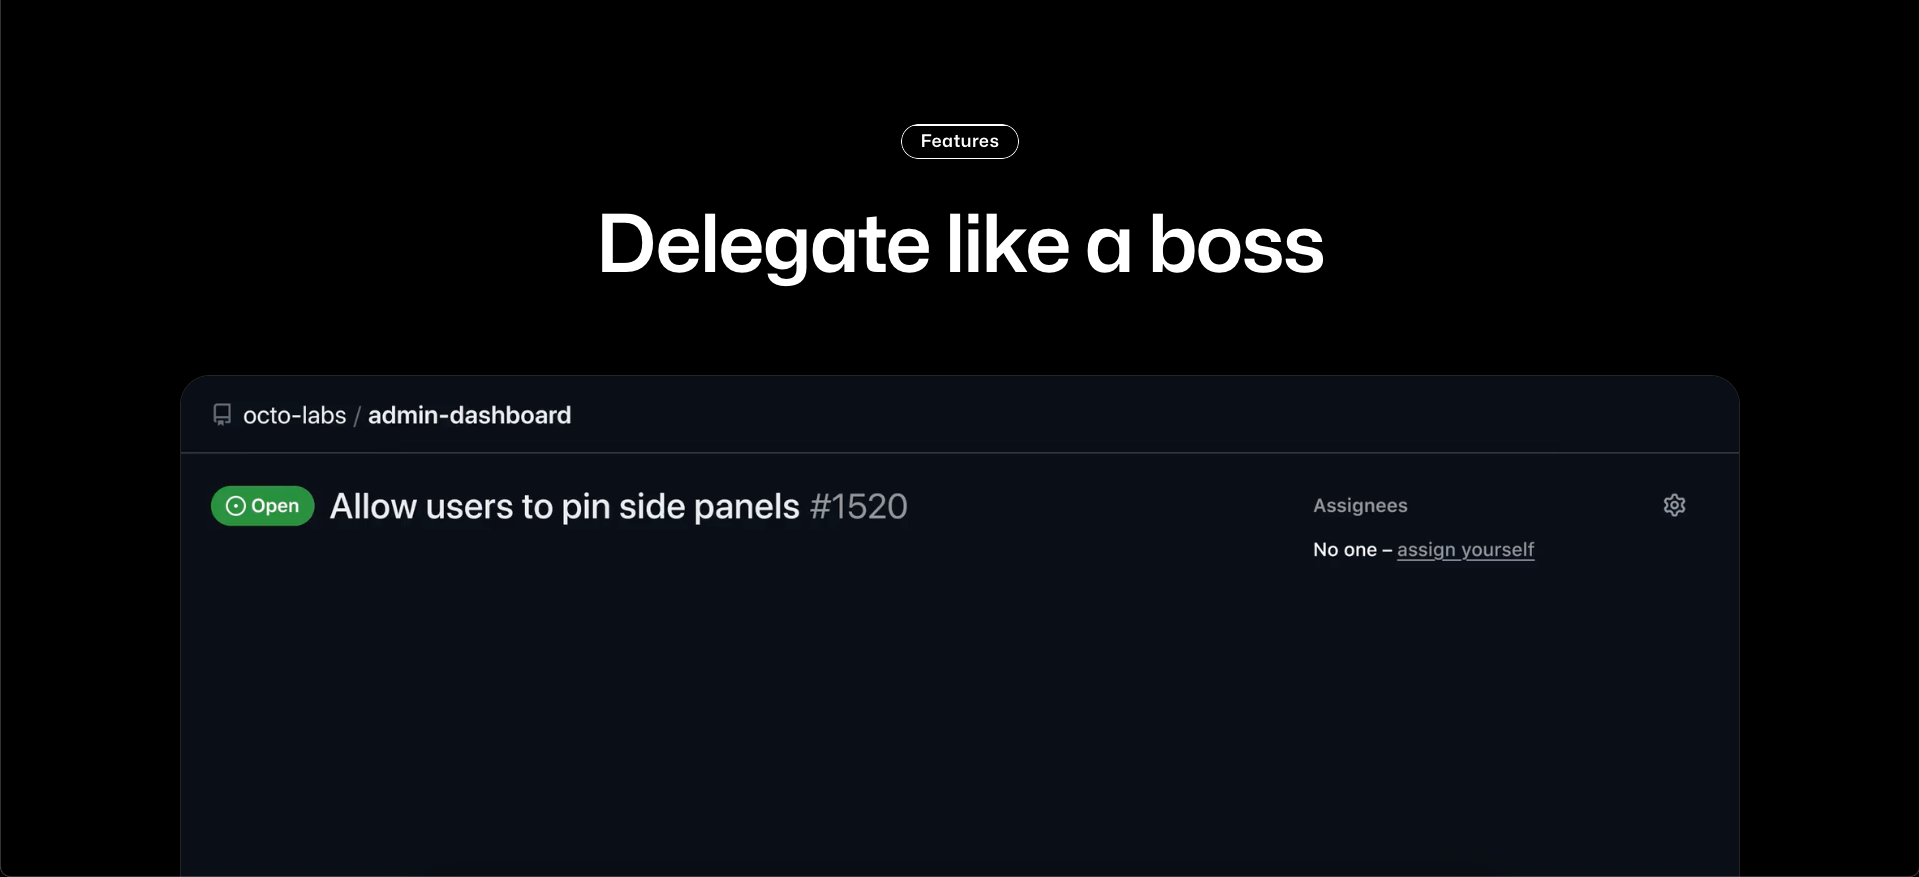 Features
Delegate like a boss
octo-labs / admin-dashboard
Open Allow users to pin side panels #1520
Assignees
No one – assign yourself